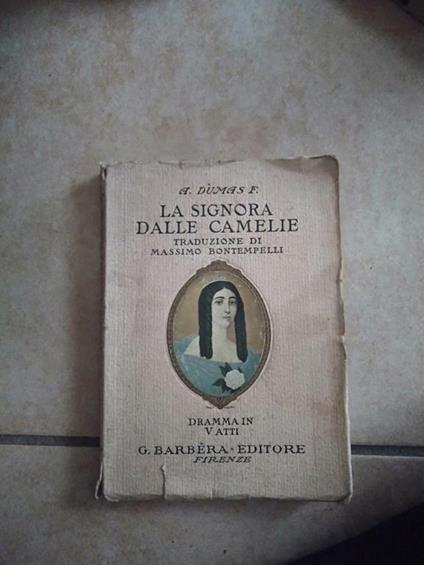 A. DUMAS F.
LA SIGNORA
DALLE CAMELIE
TRADUZIONE DI
MASSIMO BONTEMPELLI
DRAMMA IN
V ATTI
G. BARBÈRA - EDITORE
FIRENZE